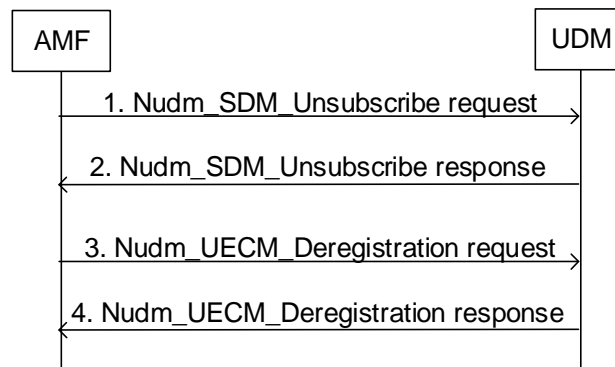 AMF
UDM
1. Nudm_SDM_Unsubscribe request
2. Nudm_SDM_Unsubscribe response
3. Nudm_UECM_Deregistration request
4. Nudm_UECM_Deregistration response